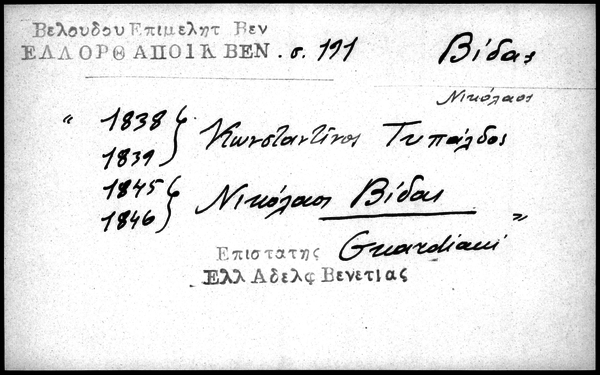 Βελουδου Επιμελητ Βεν
ΕΛΛΟΡΘ ΑΠΟΙΚ ΒΕΝ . σ. 191 Βίδας
Νικόλαος
" 1838 } Κωνσταντίνος Τυπάλδος
1839
1845 } Νικόλαος Βίδας
1846 "
Επιστατης Guardiani
Ελλ Αδελφ Βενετιας